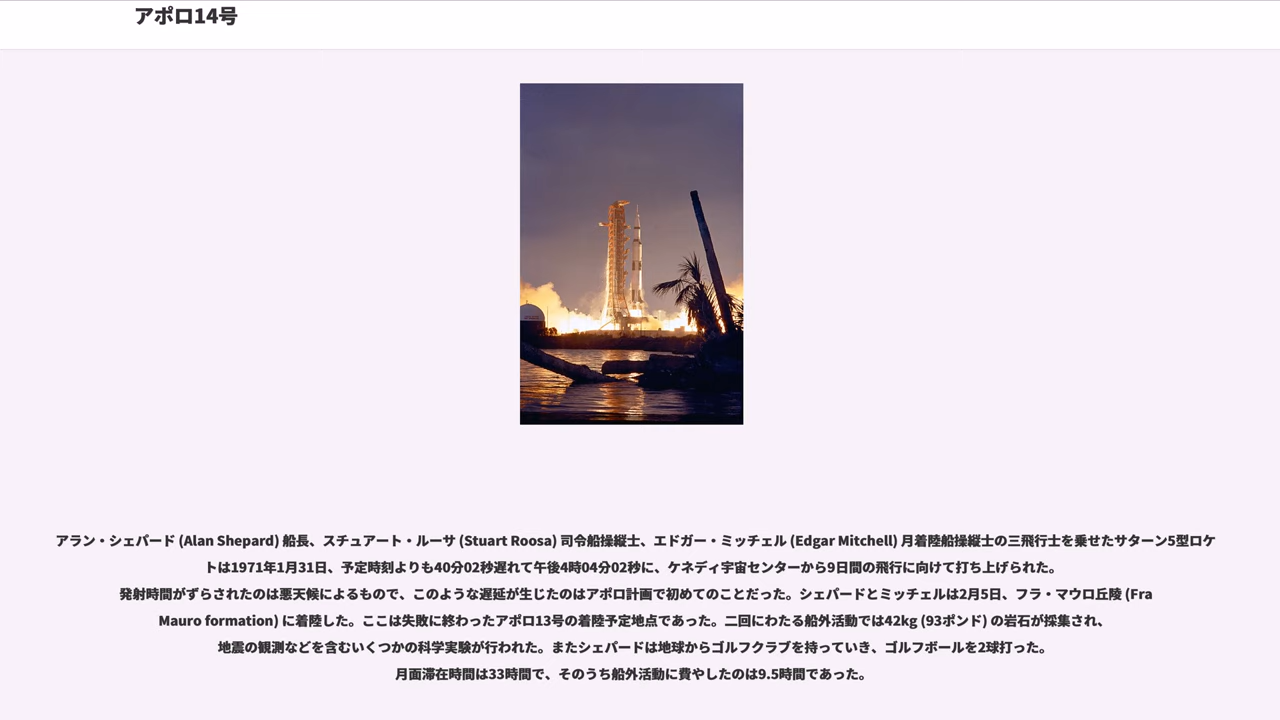 アポロ14号
アラン・シェパード (Alan Shepard) 船長、スチュアート・ルーサ (Stuart Roosa) 司令船操縦士、エドガー・ミッチェル (Edgar Mitchell) 月着陸船操縦士の三飛行士を乗せたサターン5型ロケ
トは1971年1月31日、予定時刻よりも40分02秒遅れて午後4時04分02秒に、ケネディ宇宙センターから9日間の飛行に向けて打ち上げられた。
発射時間がずらされたのは悪天候によるもので、このような遅延が生じたのはアポロ計画で初めてのことだった。シェパードとミッチェルは2月5日、フラ・マウロ丘陵 (Fra
Mauro formation) に着陸した。ここは失敗に終わったアポロ13号の着陸予定地点であった。二回にわたる船外活動では42kg (93ポンド) の岩石が採集され、
地震の観測などを含むいくつかの科学実験が行われた。またシェパードは地球からゴルフクラブを持っていき、ゴルフボールを2球打った。
月面滞在時間は33時間で、そのうち船外活動に費やしたのは9.5時間であった。